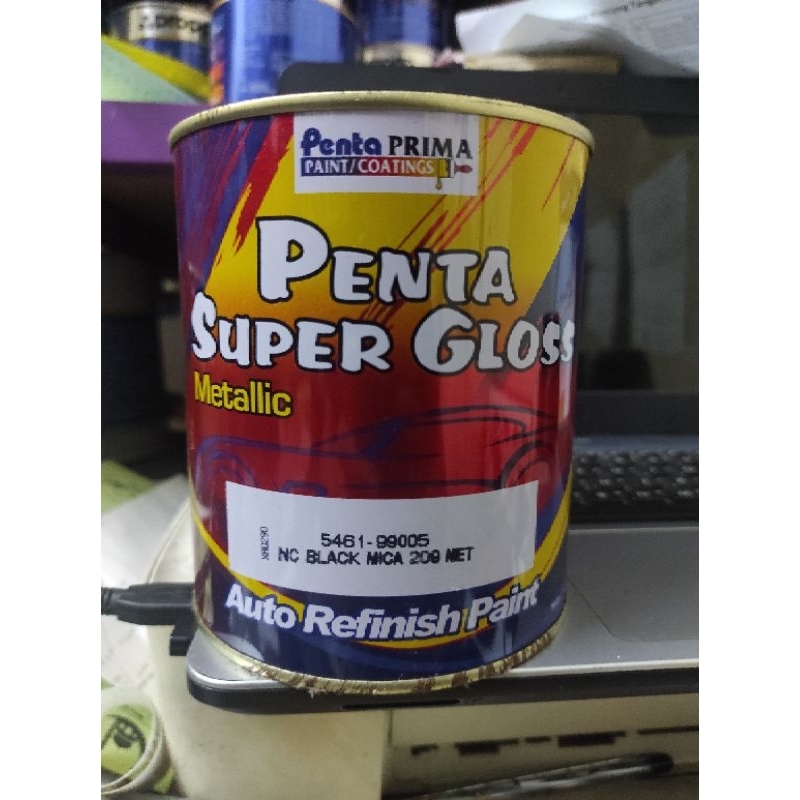 Penta PRIMA
PAINT/COATINGS
PENTA
SUPER GLOSS
Metallic
5461-99005
NC BLACK MICA 209 MET
Auto Refinish Paint